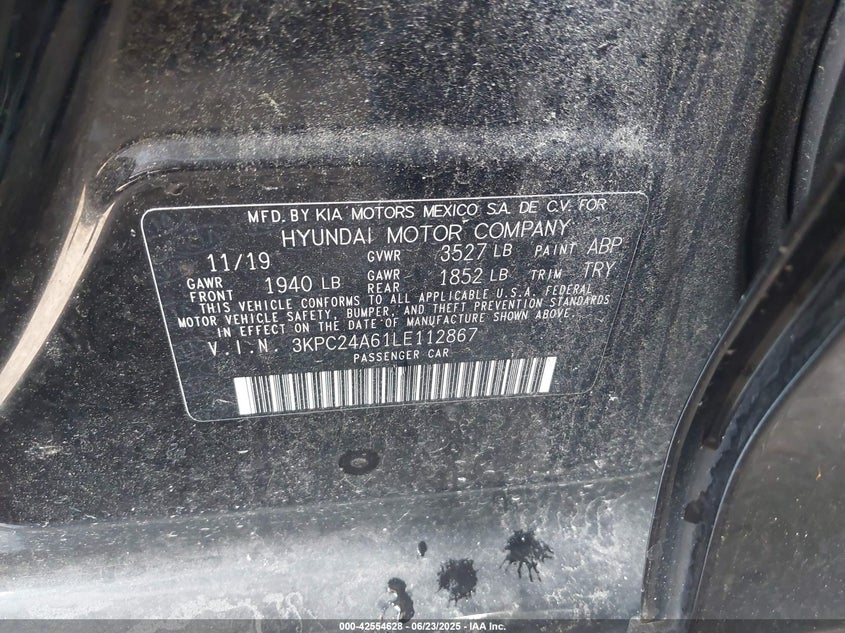 MFD. BY KIA MOTORS MEXICO S.A. DE C.V. FOR
HYUNDAI MOTOR COMPANY
11/19 GVWR 3527 LB PAINT ABP
GAWR FRONT 1940 LB GAWR REAR 1852 LB TRIM TRY
THIS VEHICLE CONFORMS TO ALL APPLICABLE U.S.A. FEDERAL
MOTOR VEHICLE SAFETY, BUMPER, AND THEFT PREVENTION STANDARDS
IN EFFECT ON THE DATE OF MANUFACTURE SHOWN ABOVE.
V.I.N. 3KPC24A61LE112867
PASSENGER CAR
000-42554628 - 06/23/2025 - IAA Inc.